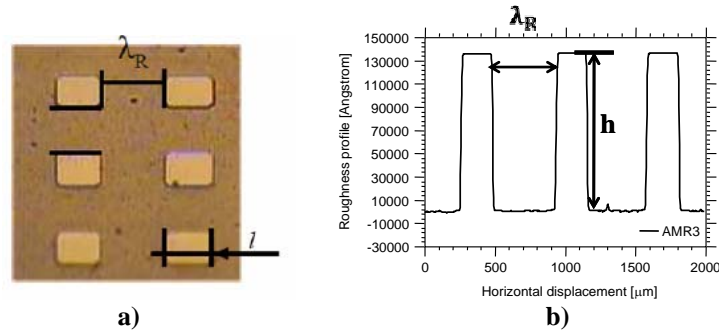 λR
l
a)
b)
λR
Roughness profile [Angstrom]
150000
130000
110000
90000
70000
50000
30000
10000
-10000
-30000
h
AMR3
0 500 1000 1500 2000
Horizontal displacement [μm]